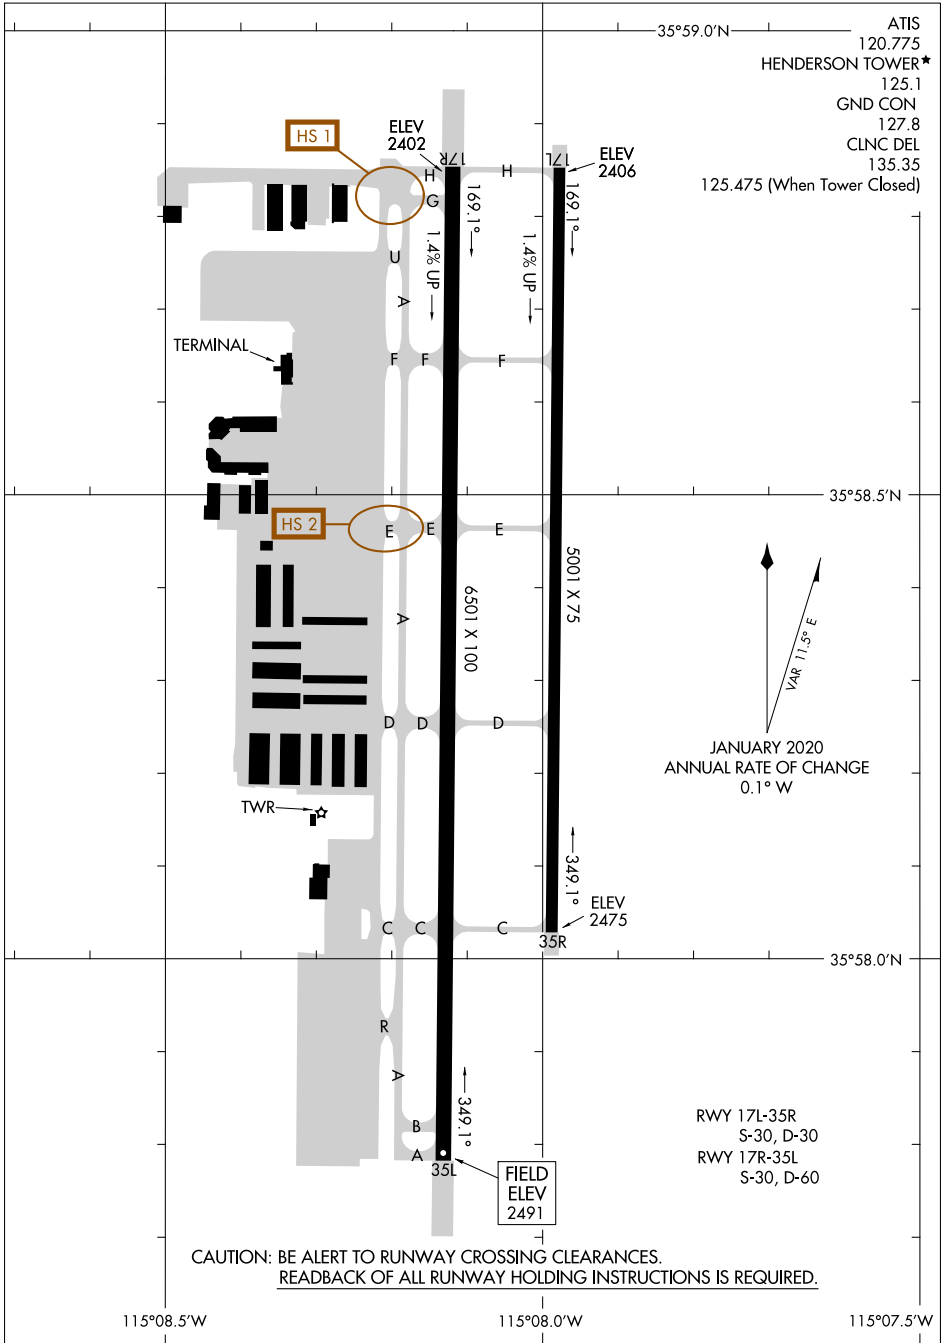 35°59.0'N
ATIS
120.775
HENDERSON TOWER★
125.1
GND CON
127.8
CLNC DEL
135.35
125.475 (When Tower Closed)
HS 1
ELEV
2402
17R
17L
ELEV
2406
H
H
G
169.1°
169.1°
1.4% UP
1.4% UP
U
A
TERMINAL
F
F
F
35°58.5'N
HS 2
E
E
E
5001 X 75
6501 X 100
A
VAR 11.5° E
D
D
D
JANUARY 2020
ANNUAL RATE OF CHANGE
0.1° W
TWR
349.1°
ELEV
2475
C
C
C
35R
35°58.0'N
R
A
349.1°
B
A
35L
RWY 17L-35R
S-30, D-30
RWY 17R-35L
S-30, D-60
FIELD
ELEV
2491
CAUTION: BE ALERT TO RUNWAY CROSSING CLEARANCES.
READBACK OF ALL RUNWAY HOLDING INSTRUCTIONS IS REQUIRED.
115°08.5'W
115°08.0'W
115°07.5'W